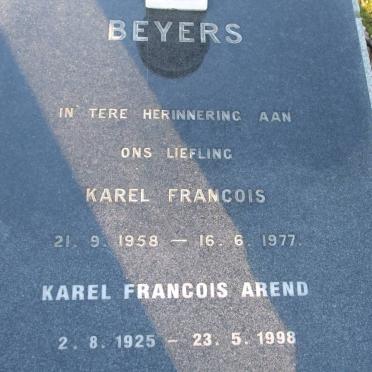 BEYERS
IN TERE HERINNERING AAN
ONS LIEFLING
KAREL FRANCOIS
21. 9. 1958 — 16. 6. 1977.
KAREL FRANCOIS AREND
2. 8. 1925 – 23. 5. 1998